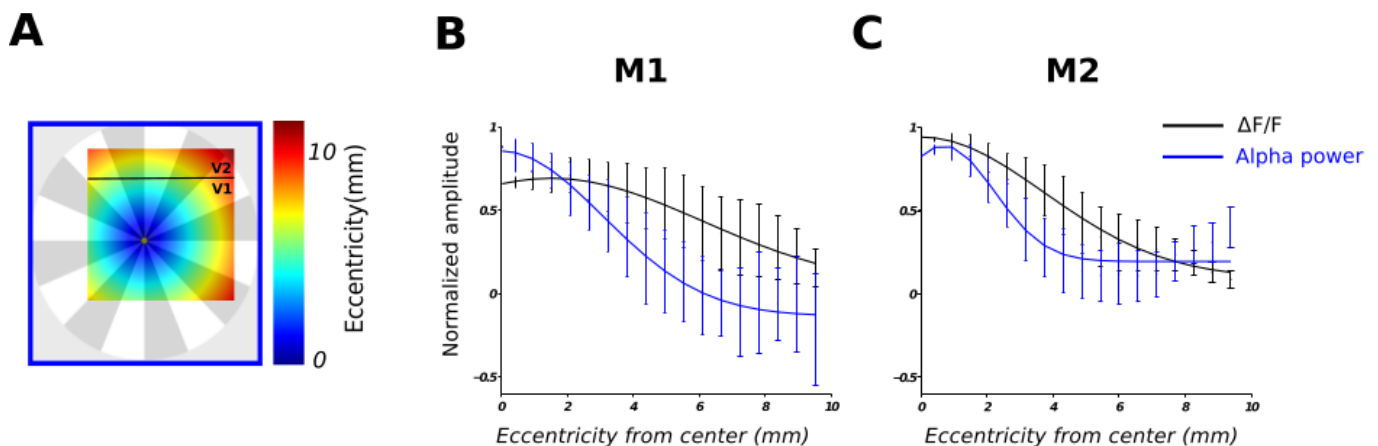 A
V2
V1
10
0
Eccentricity(mm)
B
M1
Normalized amplitude
1
0.5
0
−0.5
0 2 4 6 8 10
Eccentricity from center (mm)
C
M2
1
0.5
0
−0.5
0 2 4 6 8 10
Eccentricity from center (mm)
ΔF/F
Alpha power